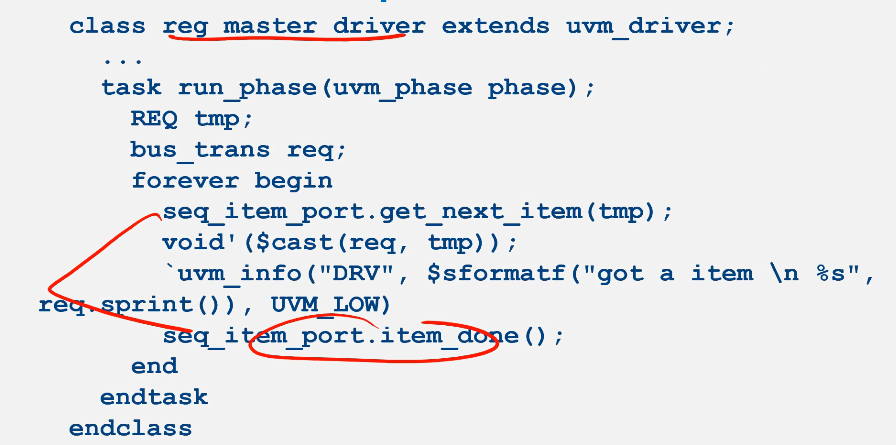 class reg_master_driver extends uvm_driver;
...
task run_phase(uvm_phase phase);
REQ tmp;
bus_trans req;
forever begin
seq_item_port.get_next_item(tmp);
void'($cast(req, tmp));
`uvm_info("DRV", $sformatf("got a item \n %s",
req.sprint()), UVM_LOW)
seq_item_port.item_done();
end
endtask
endclass